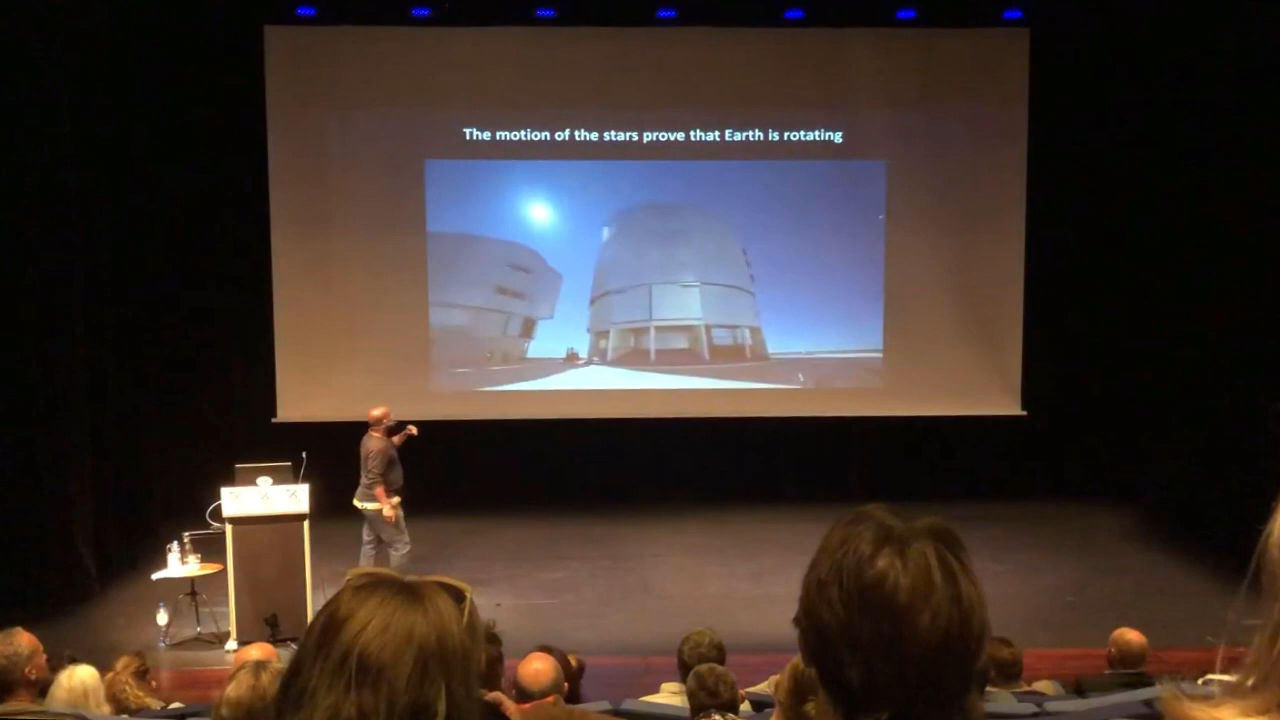 The motion of the stars prove that Earth is rotating